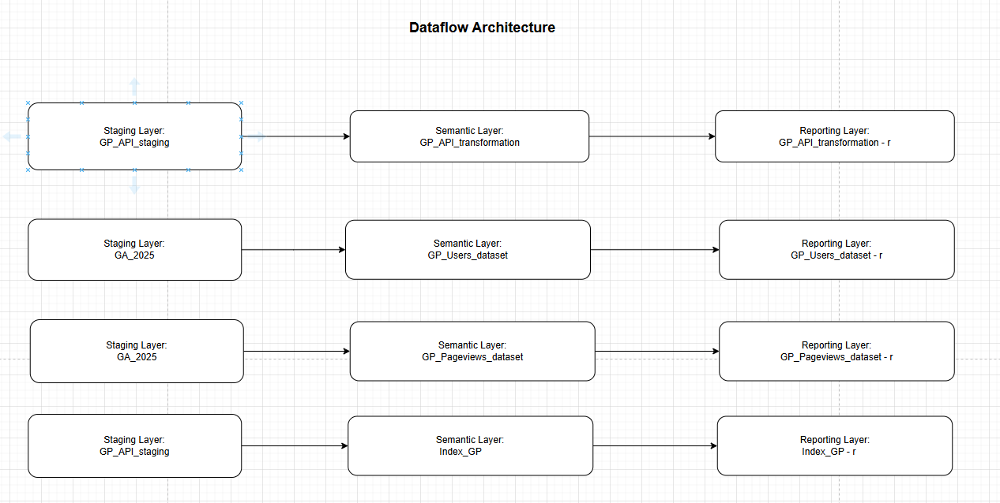 Dataflow Architecture
Staging Layer:
GP_API_staging
Semantic Layer:
GP_API_transformation
Reporting Layer:
GP_API_transformation - r
Staging Layer:
GA_2025
Semantic Layer:
GP_Users_dataset
Reporting Layer:
GP_Users_dataset - r
Staging Layer:
GA_2025
Semantic Layer:
GP_Pageviews_dataset
Reporting Layer:
GP_Pageviews_dataset - r
Staging Layer:
GP_API_staging
Semantic Layer:
Index_GP
Reporting Layer:
Index_GP - r